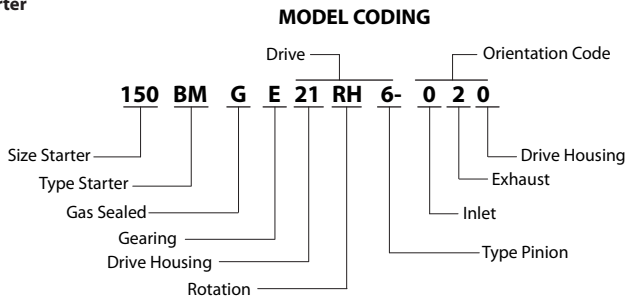 MODEL CODING
Drive
Orientation Code
150 BM G E 21 RH 6- 0 2 0
Size Starter
Drive Housing
Type Starter
Exhaust
Gas Sealed
Inlet
Gearing
Type Pinion
Drive Housing
Rotation